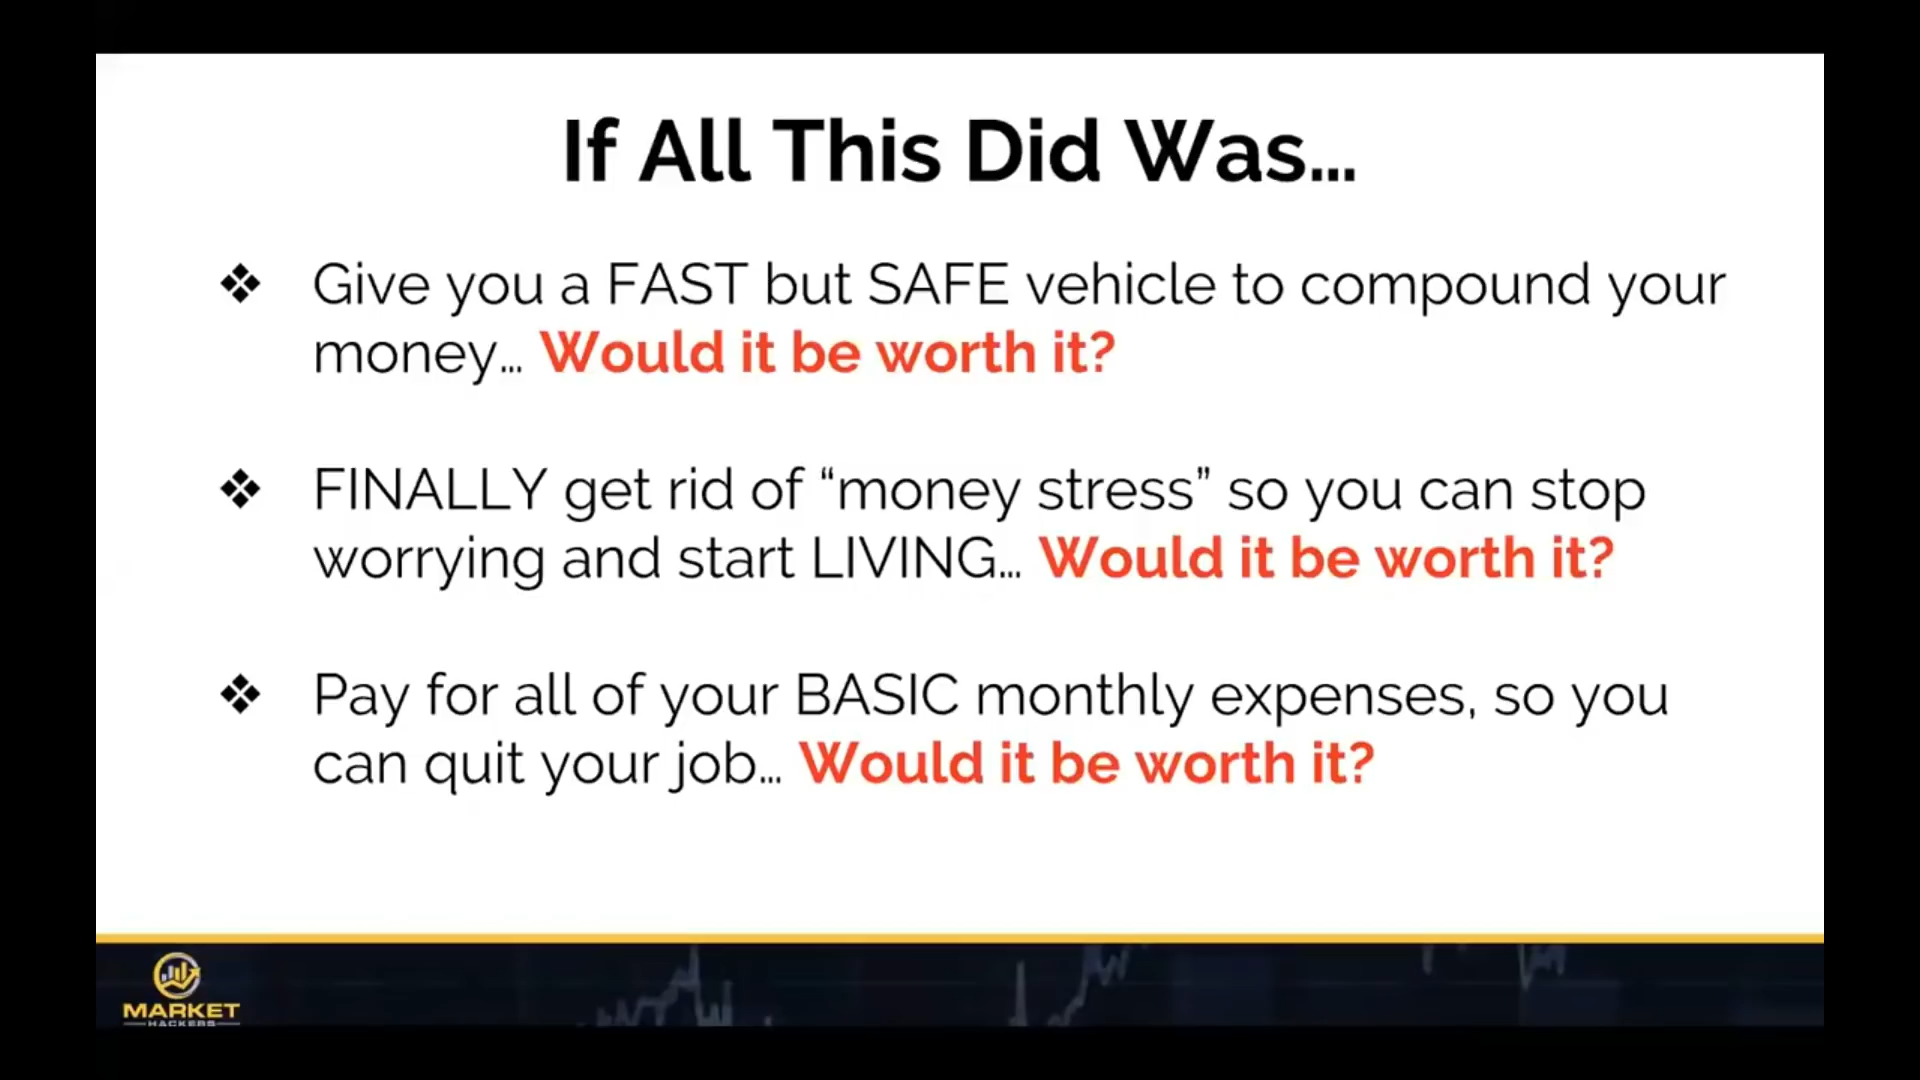 If All This Did Was...
❖ Give you a FAST but SAFE vehicle to compound your
money... Would it be worth it?
❖ FINALLY get rid of “money stress” so you can stop
worrying and start LIVING... Would it be worth it?
❖ Pay for all of your BASIC monthly expenses, so you
can quit your job... Would it be worth it?
MARKET
HACKERS